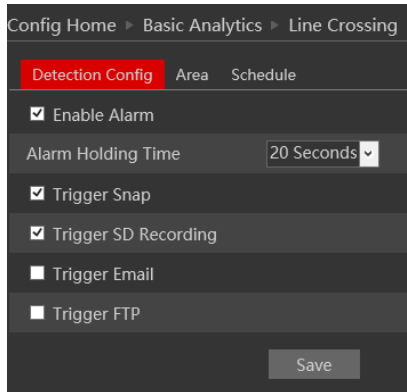 Config Home ▶ Basic Analytics ▶ Line Crossing
Detection Config Area Schedule
Enable Alarm
Alarm Holding Time 20 Seconds
Trigger Snap
Trigger SD Recording
Trigger Email
Trigger FTP
Save